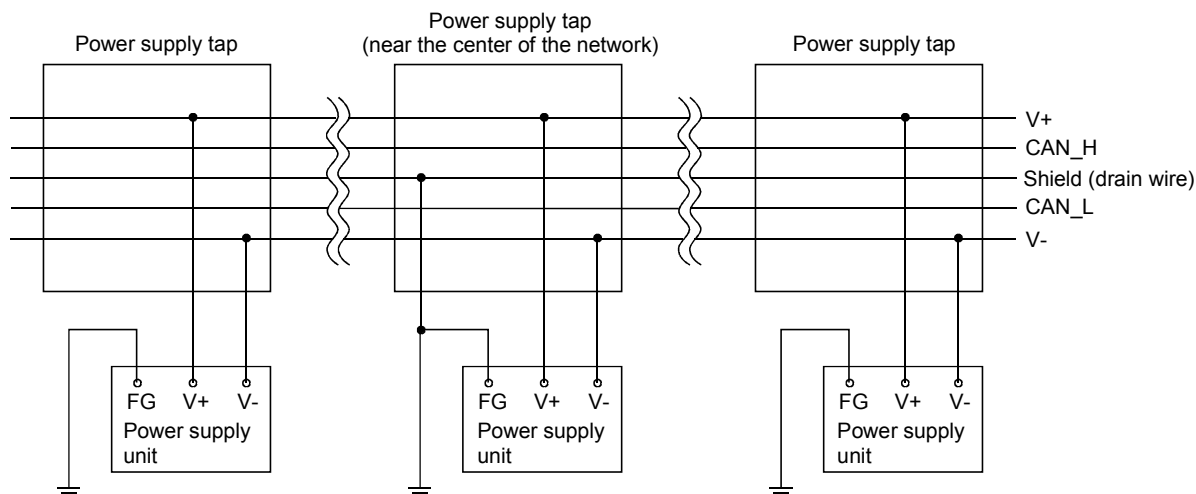 Power supply tap
Power supply tap
(near the center of the network)
Power supply tap
V+
CAN_H
Shield (drain wire)
CAN_L
V-
FG V+ V-
Power supply
unit
FG V+ V-
Power supply
unit
FG V+ V-
Power supply
unit